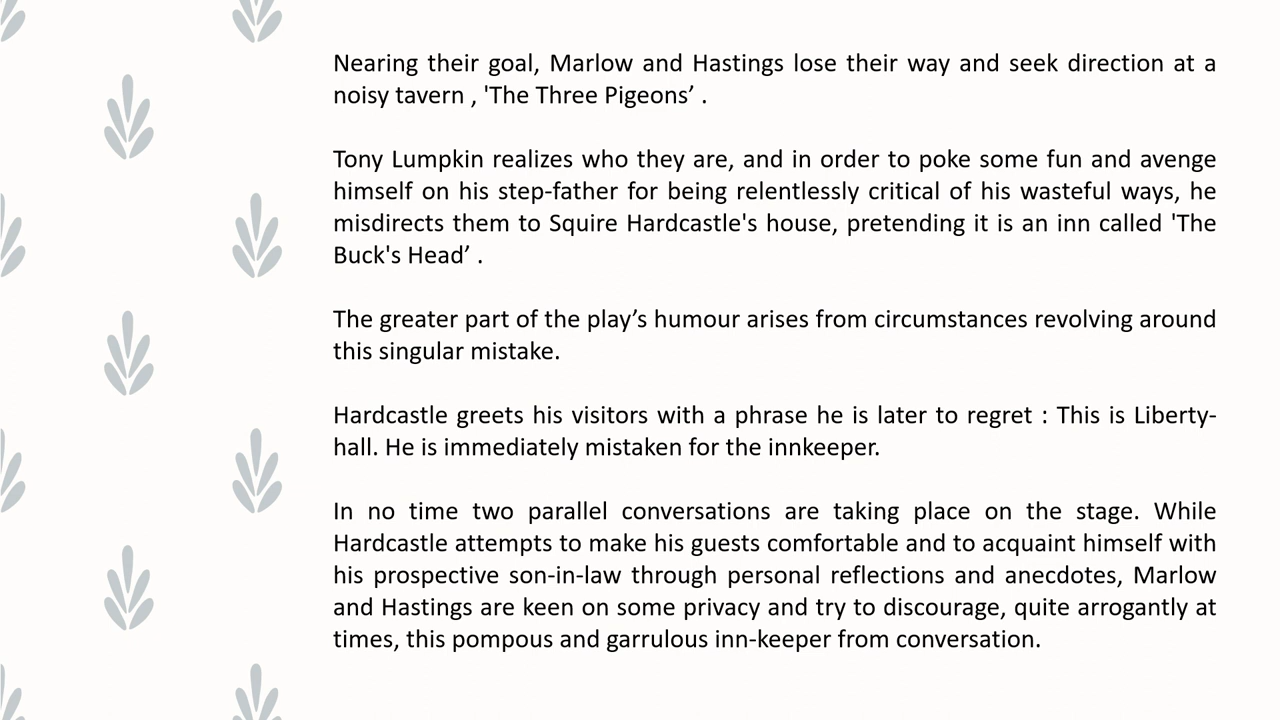 Nearing their goal, Marlow and Hastings lose their way and seek direction at a
noisy tavern , 'The Three Pigeons’ .
Tony Lumpkin realizes who they are, and in order to poke some fun and avenge
himself on his step-father for being relentlessly critical of his wasteful ways, he
misdirects them to Squire Hardcastle's house, pretending it is an inn called 'The
Buck's Head’ .
The greater part of the play’s humour arises from circumstances revolving around
this singular mistake.
Hardcastle greets his visitors with a phrase he is later to regret : This is Liberty-
hall. He is immediately mistaken for the innkeeper.
In no time two parallel conversations are taking place on the stage. While
Hardcastle attempts to make his guests comfortable and to acquaint himself with
his prospective son-in-law through personal reflections and anecdotes, Marlow
and Hastings are keen on some privacy and try to discourage, quite arrogantly at
times, this pompous and garrulous inn-keeper from conversation.